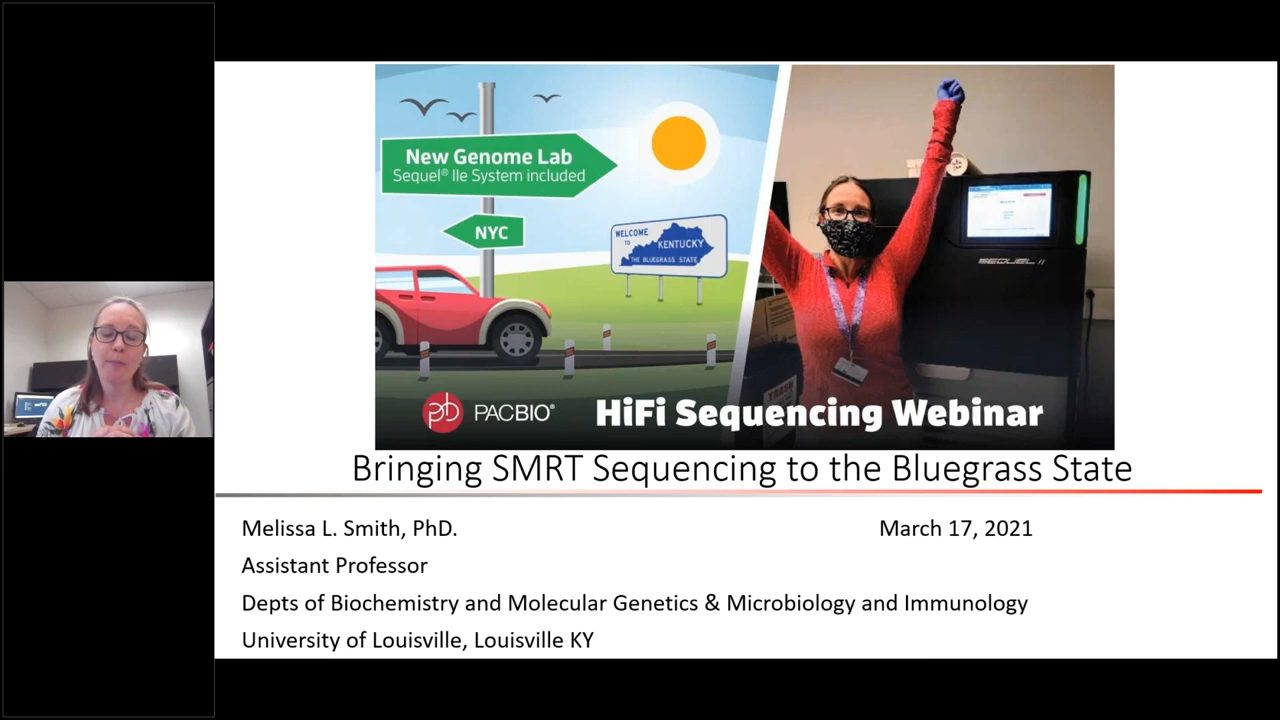 New Genome Lab
Sequel® IIe System included
NYC
WELCOME
TO
KENTUCKY
THE BLUEGRASS STATE
SEQUEL II
pb PACBIO®
HiFi Sequencing Webinar
Bringing SMRT Sequencing to the Bluegrass State
Melissa L. Smith, PhD.
March 17, 2021
Assistant Professor
Depts of Biochemistry and Molecular Genetics & Microbiology and Immunology
University of Louisville, Louisville KY